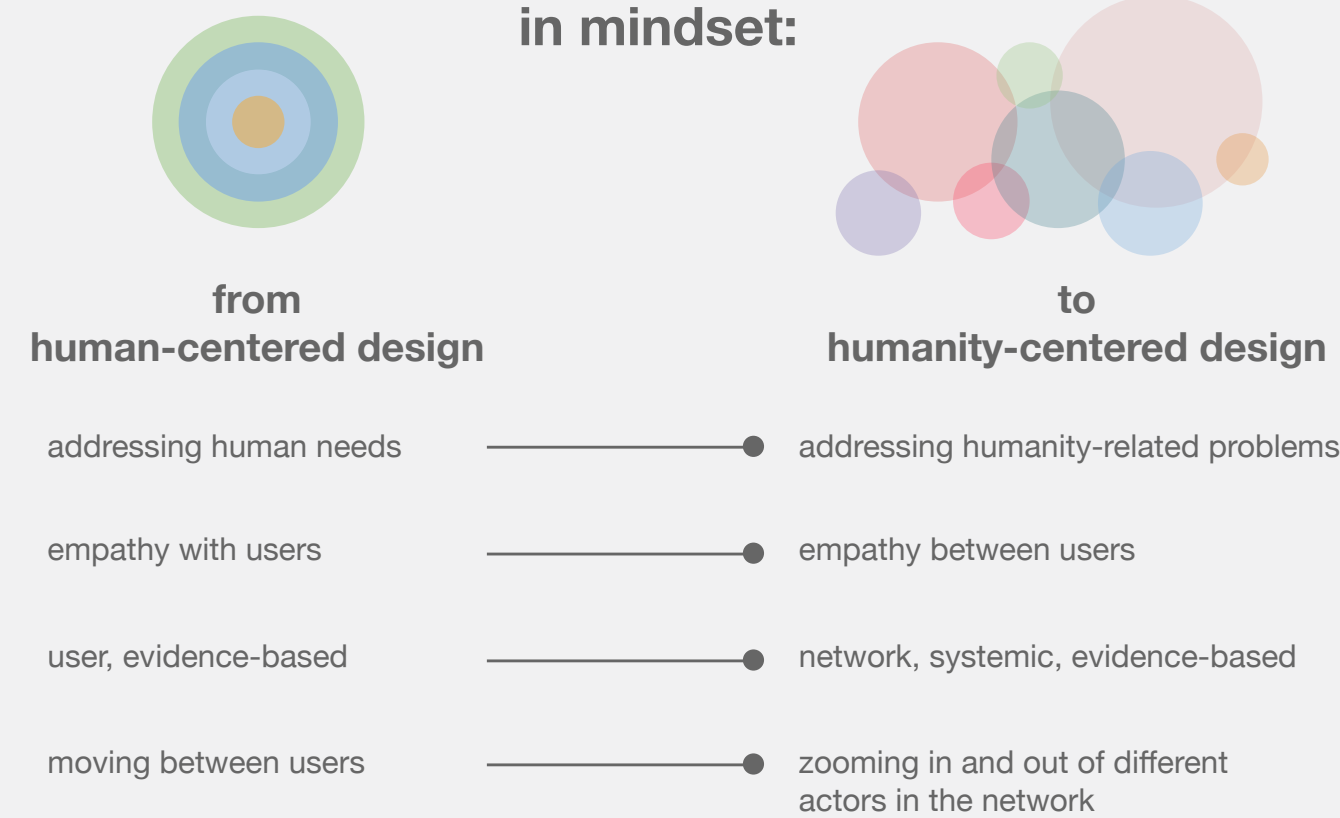 in mindset:
from
human-centered design
to
humanity-centered design
addressing human needs
addressing humanity-related problems
empathy with users
empathy between users
user, evidence-based
network, systemic, evidence-based
moving between users
zooming in and out of different
actors in the network